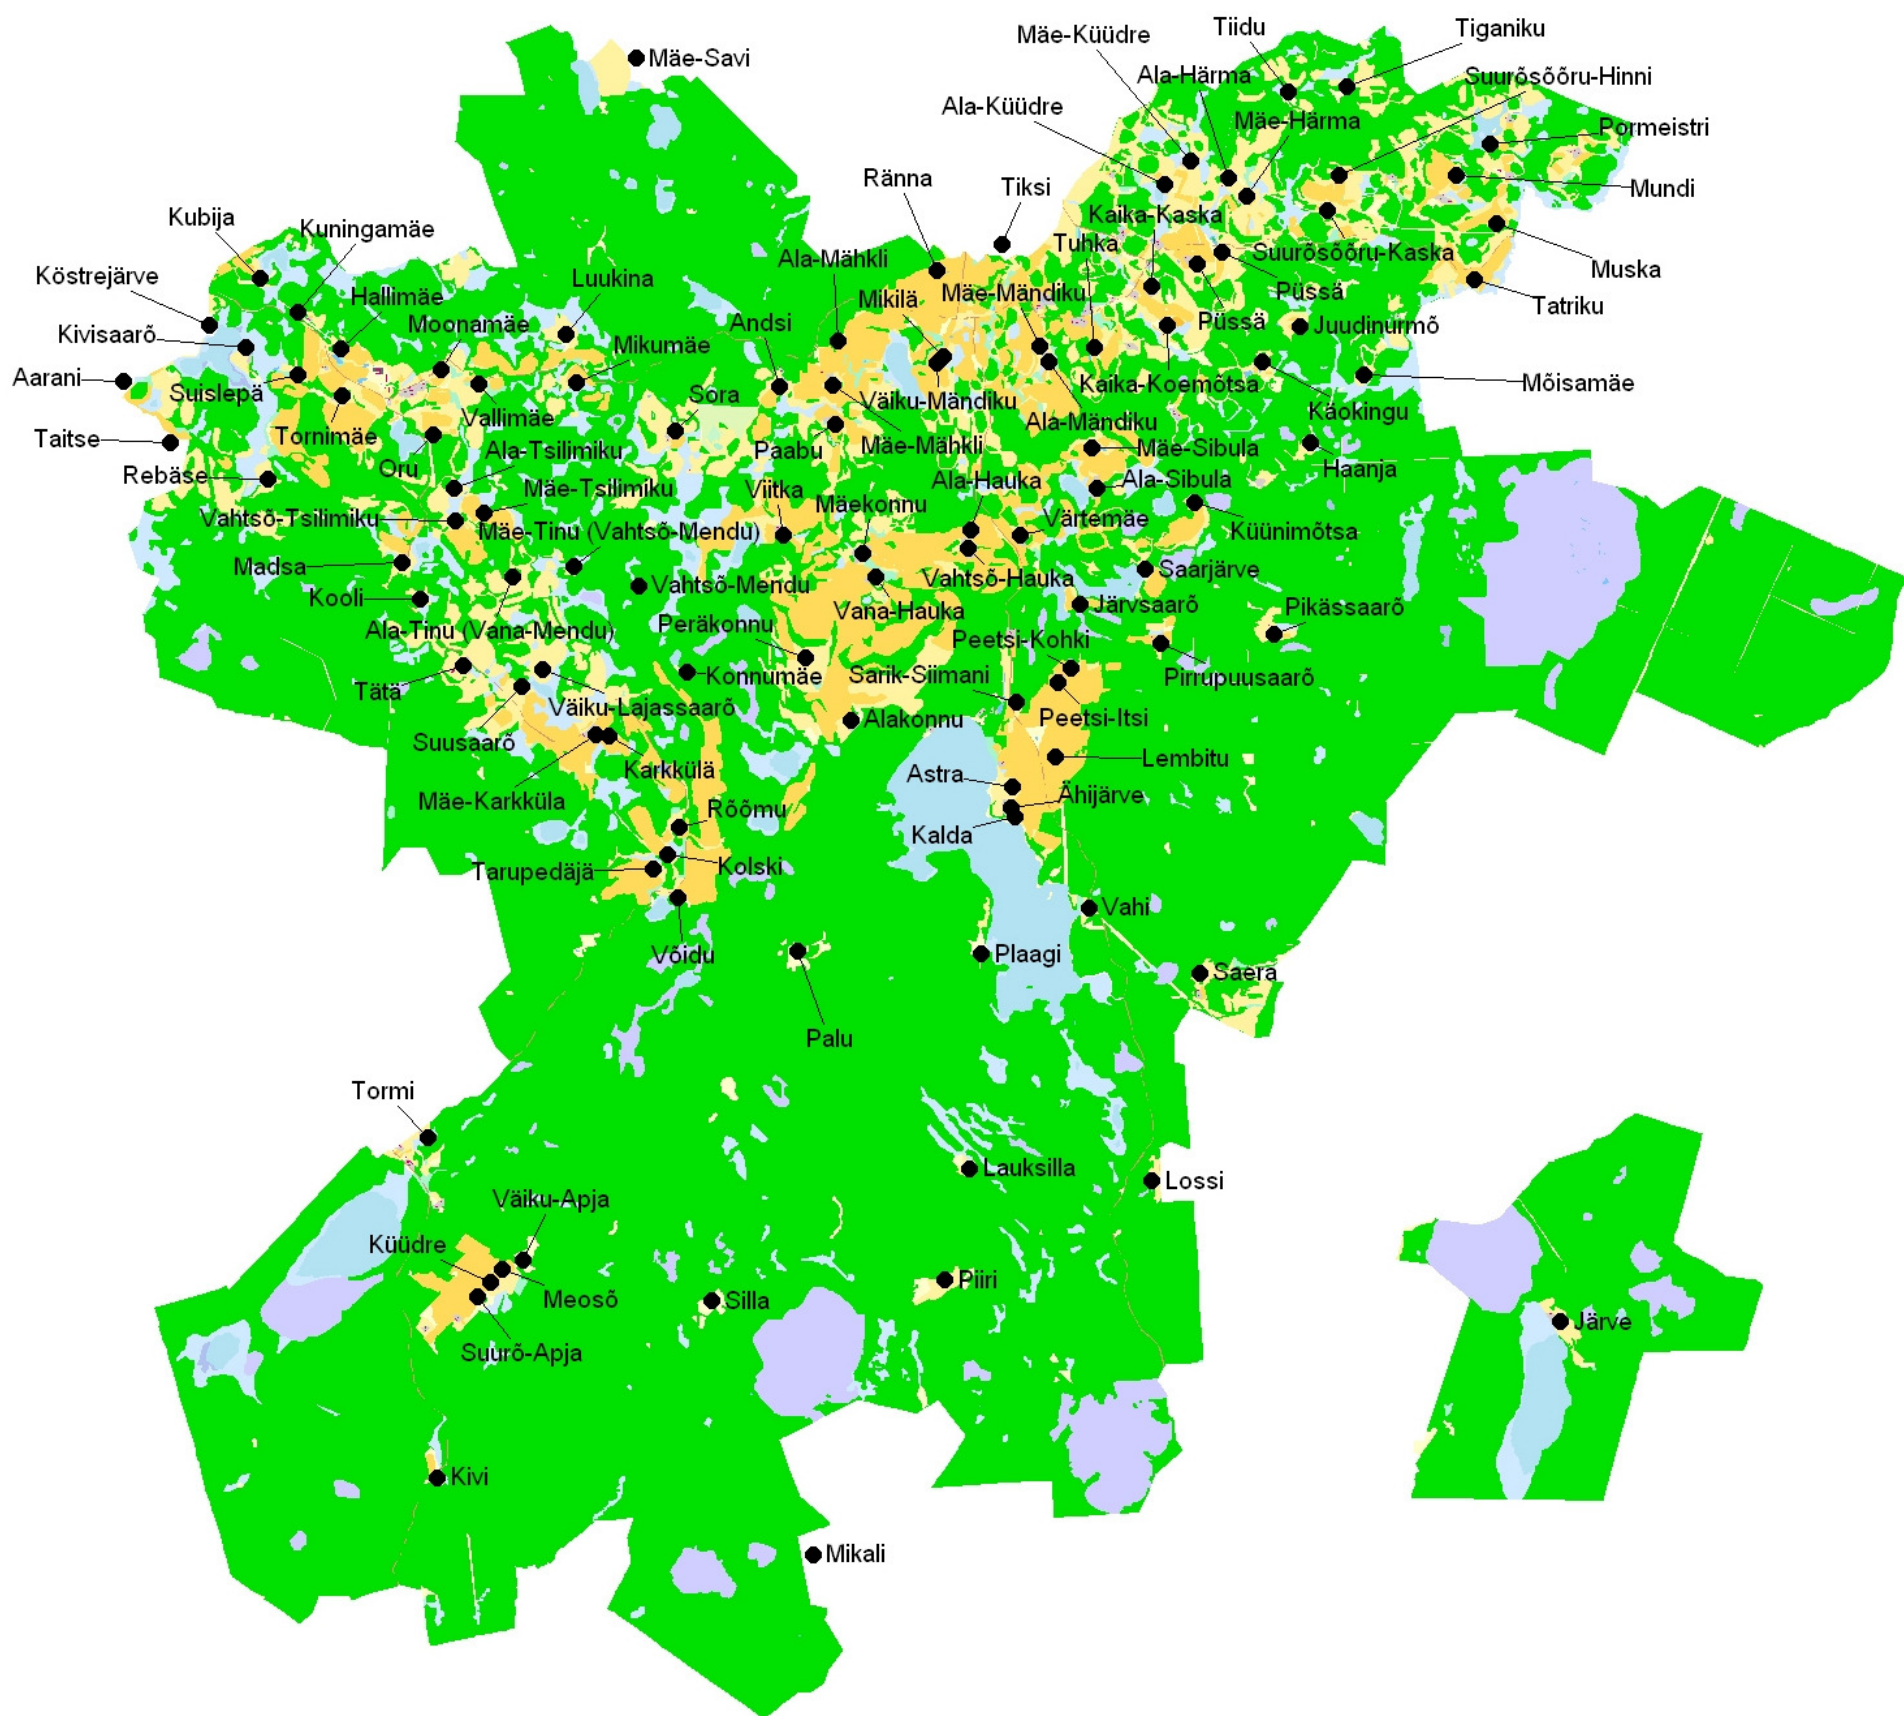 Tiidu
Tiganiku
Mäe-Küüdre
Mäe-Savi
Ala-Härma
Suurõsõõru-Hinni
Ala-Küüdre
Mäe-Härma
Pormeistri
Ränna
Tiksi
Mundi
Kubija
Kuningamäe
Kaika-Kaska
Tuhka
Suurõsõõru-Kaska
Ala-Mähkli
Köstrejärve
Luukina
Muska
Hallimäe
Mikilä
Mäe-Mändiku
Püssä
Tatriku
Moonamäe
Andsi
Püssä
Juudinurmõ
Kivisaarõ
Mikumäe
Aarani
Suislepä
Sora
Väiku-Mändiku
Kaika-Koemõtsa
Mõisamäe
Vallimäe
Käokingu
Taitse
Tornimäe
Ala-Mändiku
Ala-Tsilimiku
Paabu
Mäe-Mähkli
Mäe-Sibula
Oru
Haanja
Rebäse
Mäe-Tsilimiku
Viitka
Ala-Hauka
Ala-Sibula
Mäekonnu
Vahtsõ-Tsilimiku
Värtemäe
Mäe-Tinu (Vahtsõ-Mendu)
Küünimõtsa
Madsa
Vahtsõ-Mendu
Vahtsõ-Hauka
Saarjärve
Kooli
Vana-Hauka
Järvsaarõ
Pikässaarõ
Ala-Tinu (Vana-Mendu)
Peräkonnu
Peetsi-Kohki
Tätä
Konnumäe
Sarik-Siimani
Pirrupuusaarõ
Väiku-Lajassaarõ
Alakonnu
Peetsi-Itsi
Suusaarõ
Karkkülä
Lembitu
Astra
Mäe-Karkküla
Ähijärve
Rõõmu
Kalda
Tarupedäjä
Kolski
Vahi
Võidu
Plaagi
Saera
Palu
Tormi
Lauksilla
Lossi
Väiku-Apja
Küüdre
Meosõ
Silla
Piiri
Järve
Suurõ-Apja
Kivi
Mikali